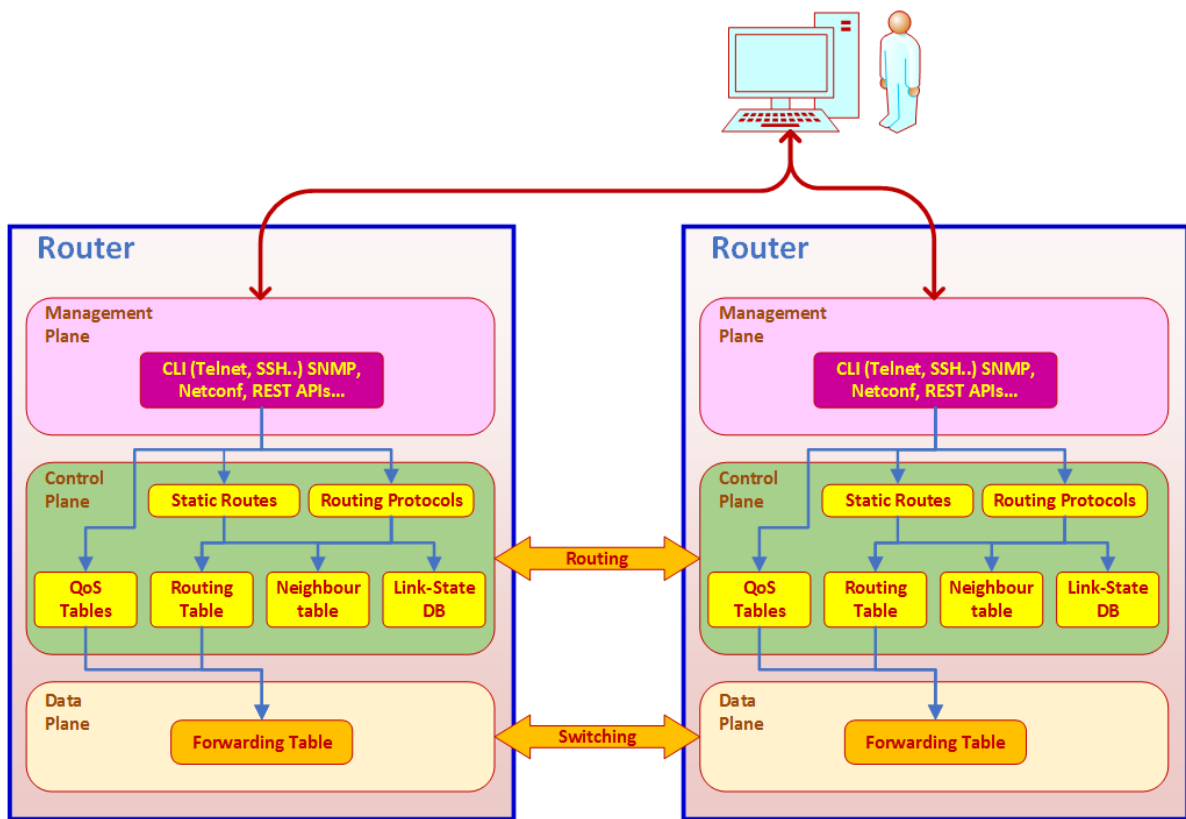 Router
Management
Plane
CLI (Telnet, SSH..) SNMP,
Netconf, REST APIs...
Control
Plane
Static Routes
Routing Protocols
QoS
Tables
Routing
Table
Neighbour
table
Link-State
DB
Data
Plane
Forwarding Table
Routing
Switching
Router
Management
Plane
CLI (Telnet, SSH..) SNMP,
Netconf, REST APIs...
Control
Plane
Static Routes
Routing Protocols
QoS
Tables
Routing
Table
Neighbour
table
Link-State
DB
Data
Plane
Forwarding Table